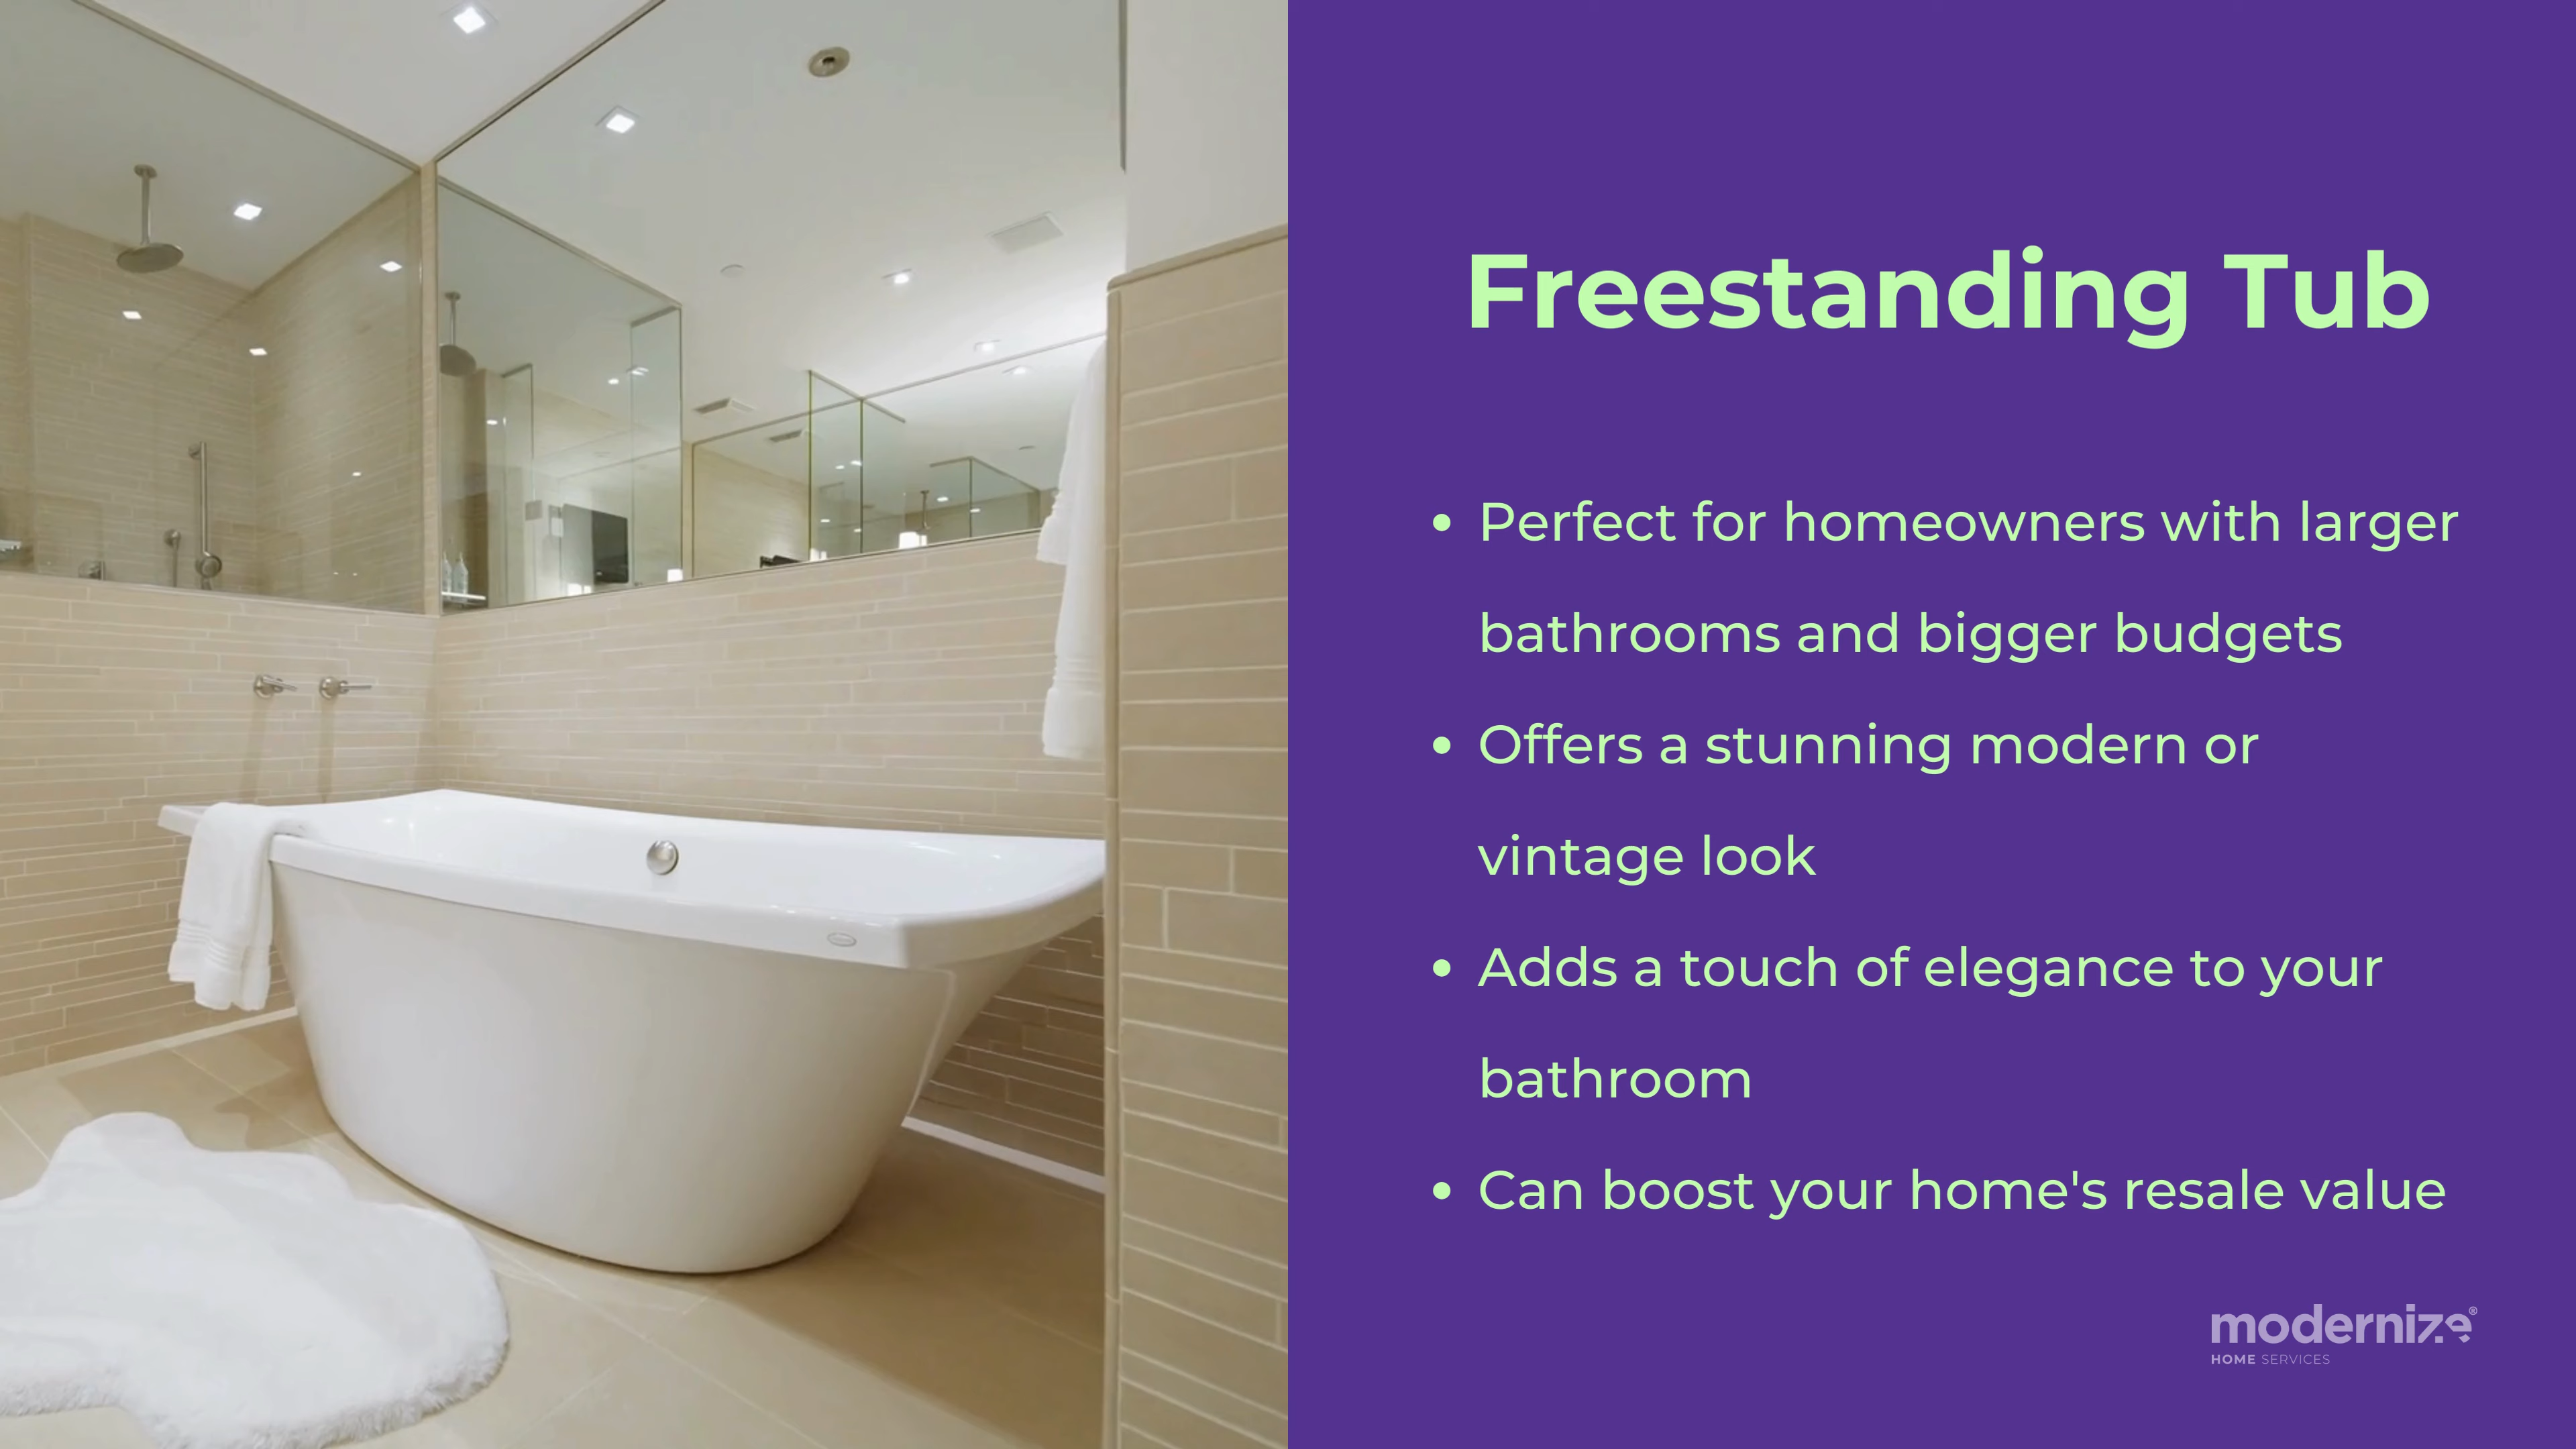 Freestanding Tub
• Perfect for homeowners with larger
bathrooms and bigger budgets
• Offers a stunning modern or
vintage look
• Adds a touch of elegance to your
bathroom
• Can boost your home's resale value
modernize®
HOME SERVICES